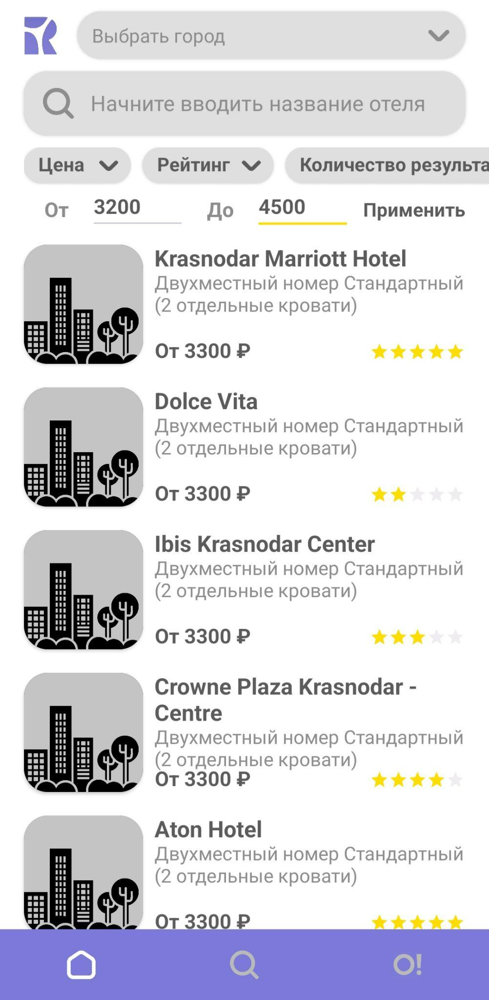 Выбрать город
Начните вводить название отеля
Цена
Рейтинг
Количество результа
От 3200 До 4500 Применить
Krasnodar Marriott Hotel
Двухместный номер Стандартный
(2 отдельные кровати)
От 3300 ₽
Dolce Vita
Двухместный номер Стандартный
(2 отдельные кровати)
От 3300 ₽
Ibis Krasnodar Center
Двухместный номер Стандартный
(2 отдельные кровати)
От 3300 ₽
Crowne Plaza Krasnodar -
Centre
Двухместный номер Стандартный
(2 отдельные кровати)
От 3300 ₽
Aton Hotel
Двухместный номер Стандартный
(2 отдельные кровати)
От 3300 ₽
О!